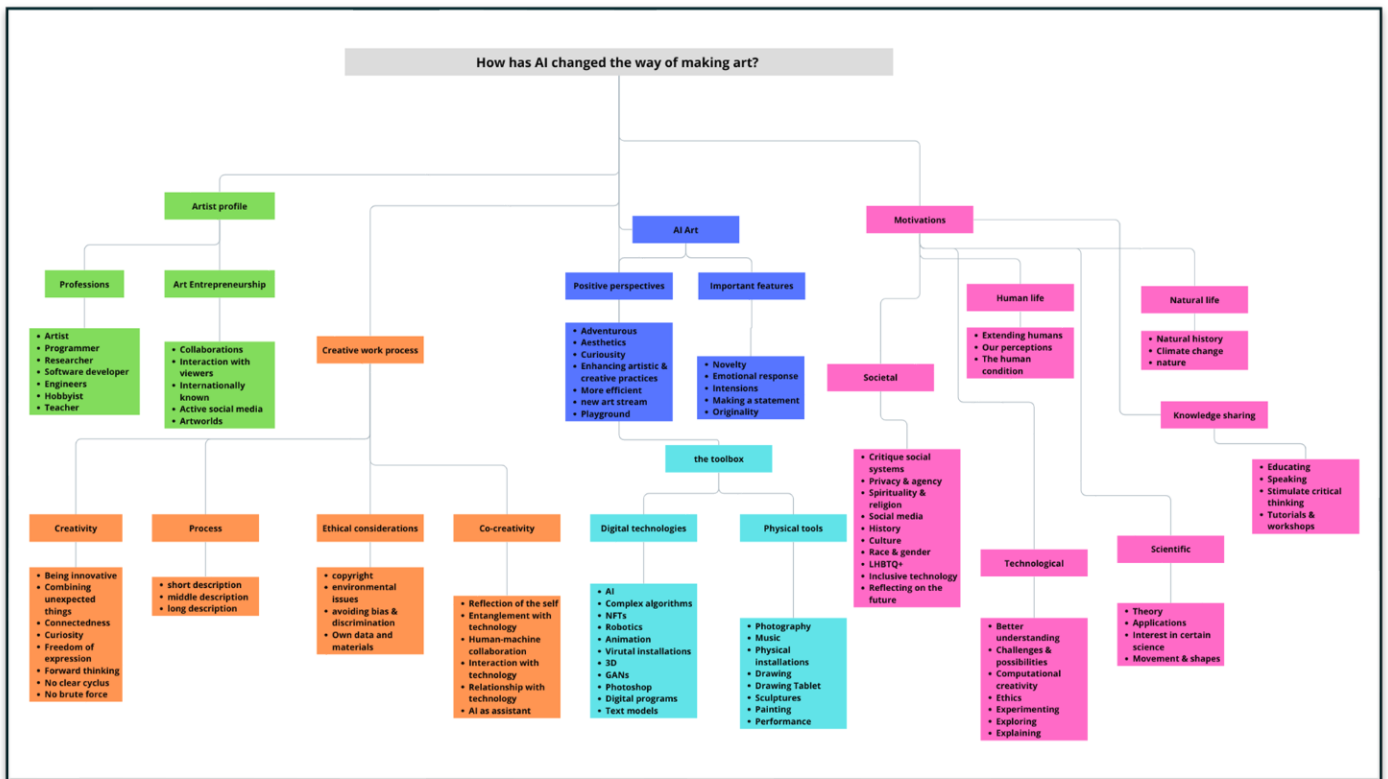 How has AI changed the way of making art?
Artist profile
Professions
• Artist
• Programmer
• Researcher
• Software developer
• Engineers
• Hobbyist
• Teacher
Art Entrepreneurship
• Collaborations
• Interaction with
viewers
• Internationally
known
• Active social media
• Artworlds
Creative work process
Creativity
• Being innovative
• Combining
unexpected
things
• Connectedness
• Curiosity
• Freedom of
expression
• Forward thinking
• No clear cyclus
• No brute force
Process
• short description
• middle description
• long description
Ethical considerations
• copyright
• environmental
issues
• avoiding bias &
discrimination
• Own data and
materials
Co-creativity
• Reflection of the self
• Entanglement with
technology
• Human-machine
collaboration
• Interaction with
technology
• Relationship with
technology
• AI as assistant
AI Art
Positive perspectives
• Adventurous
• Aesthetics
• Curiousity
• Enhancing artistic &
creative practices
• More efficient
• new art stream
• Playground
Important features
• Novelty
• Emotional response
• Intensions
• Making a statement
• Originality
the toolbox
Digital technologies
• AI
• Complex algorithms
• NFTs
• Robotics
• Animation
• Virutal installations
• 3D
• GANs
• Photoshop
• Digital programs
• Text models
Physical tools
• Photography
• Music
• Physical
installations
• Drawing
• Drawing Tablet
• Sculptures
• Painting
• Performance
Motivations
Societal
• Critique social
systems
• Privacy & agency
• Spirituality &
religion
• Social media
• History
• Culture
• Race & gender
• LHBTQ+
• Inclusive technology
• Reflecting on the
future
Human life
• Extending humans
• Our perceptions
• The human
condition
Technological
• Better
understanding
• Challenges &
possibilities
• Computational
creativity
• Ethics
• Experimenting
• Exploring
• Explaining
Natural life
• Natural history
• Climate change
• nature
Scientific
• Theory
• Applications
• Interest in certain
science
• Movement & shapes
Knowledge sharing
• Educating
• Speaking
• Stimulate critical
thinking
• Tutorials &
workshops